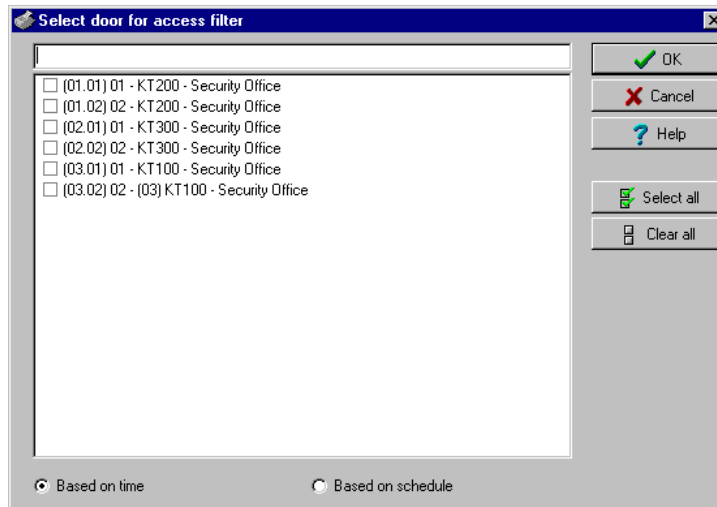 Select door for access filter
(01.01) 01 - KT200 - Security Office
(01.02) 02 - KT200 - Security Office
(02.01) 01 - KT300 - Security Office
(02.02) 02 - KT300 - Security Office
(03.01) 01 - KT100 - Security Office
(03.02) 02 - (03) KT100 - Security Office
OK
Cancel
Help
Select all
Clear all
Based on time
Based on schedule